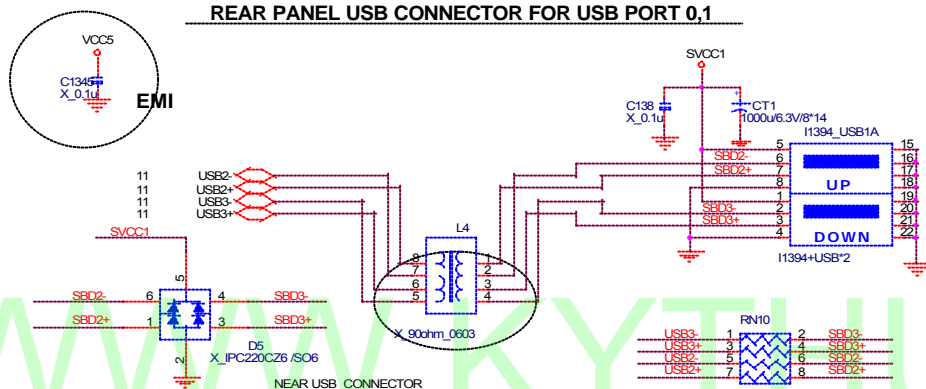 REAR PANEL USB CONNECTOR FOR USB PORT 0,1
VCC5
C1345
X_0.1u
EMI
SVCC1
C138
X_0.1u
CT1
1000u/6.3V/8*14
I1394_USB1A
5
6
7
8
1
2
3
4
SBD2-
SBD2+
SBD3-
SBD3+
UP
DOWN
15
16
17
18
19
20
21
22
I1394+USB*2
11 USB2-
11 USB2+
11 USB3-
11 USB3+
L4
8 1
7 2
6 3
5 4
X_90ohm_0603
SVCC1
5
SBD2- 6 4 SBD3-
SBD2+ 1 3 SBD3+
2
D5
X_IPC220CZ6 /SO6
NEAR USB CONNECTOR
RN10
USB3- 1 2 SBD3-
USB3+ 3 4 SBD3+
USB2- 5 6 SBD2-
USB2+ 7 8 SBD2+